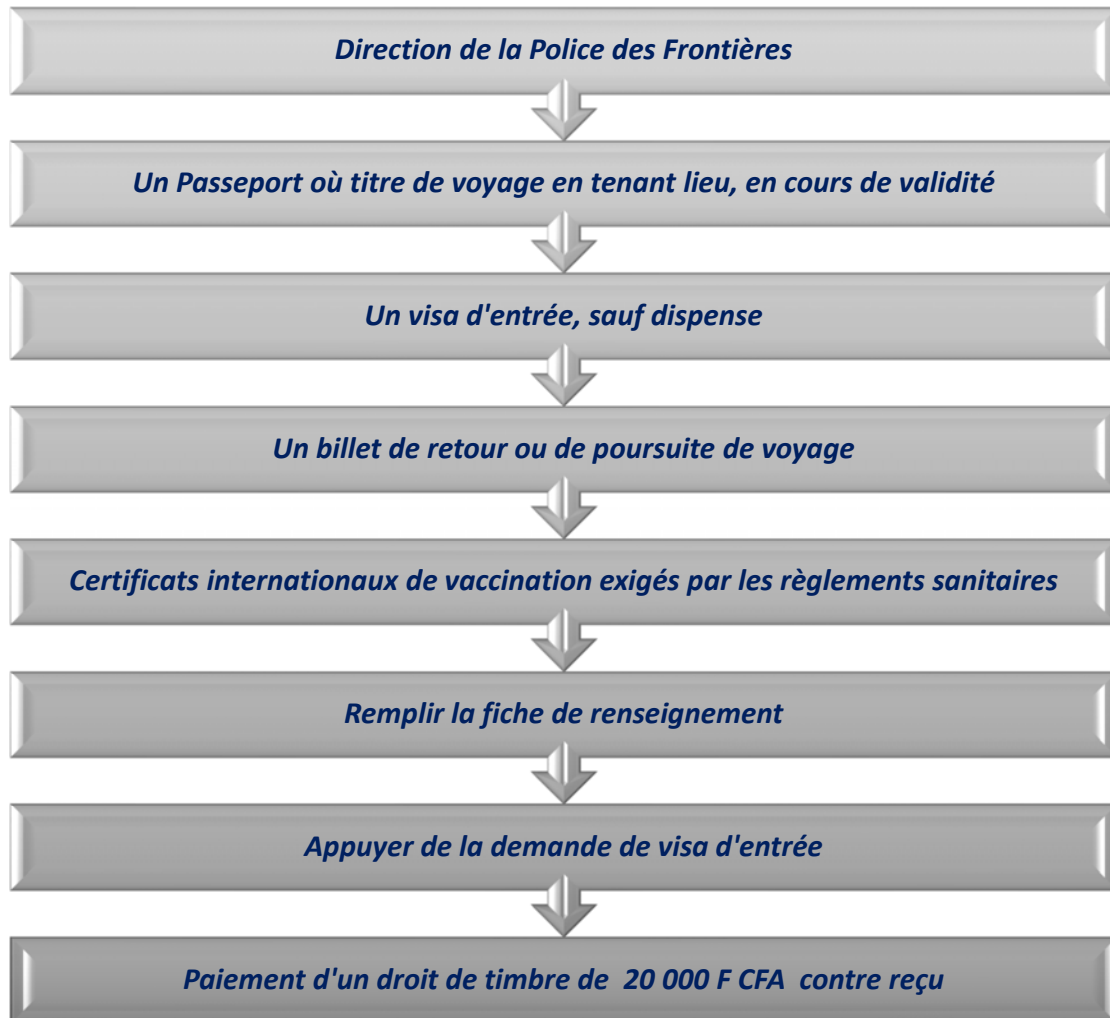 Direction de la Police des Frontières
Un Passeport où titre de voyage en tenant lieu, en cours de validité
Un visa d'entrée, sauf dispense
Un billet de retour ou de poursuite de voyage
Certificats internationaux de vaccination exigés par les règlements sanitaires
Remplir la fiche de renseignement
Appuyer de la demande de visa d'entrée
Paiement d'un droit de timbre de 20 000 F CFA contre reçu